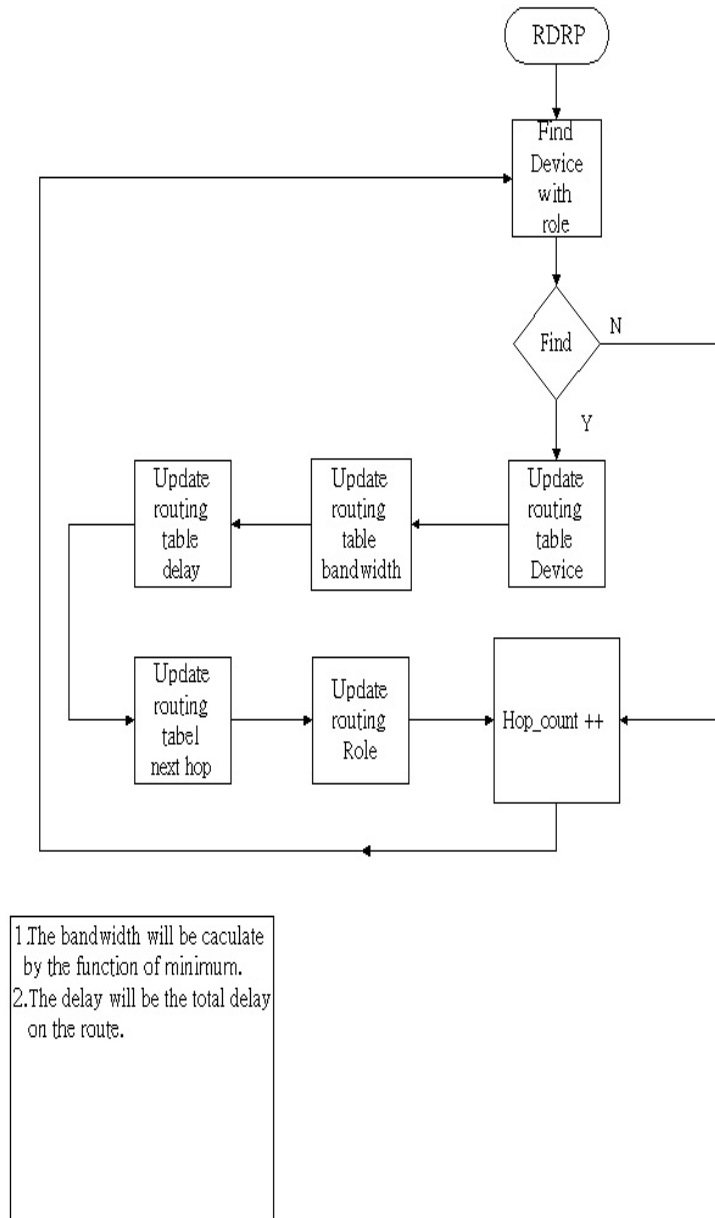 RDRP
Find
Device
with
role
Find
N
Y
Update
routing
table
Device
Update
routing
table
bandwidth
Update
routing
table
delay
Update
routing
tabel
next hop
Update
routing
Role
Hop_count ++
1.The bandwidth will be caculate
by the function of minimum.
2.The delay will be the total delay
on the route.